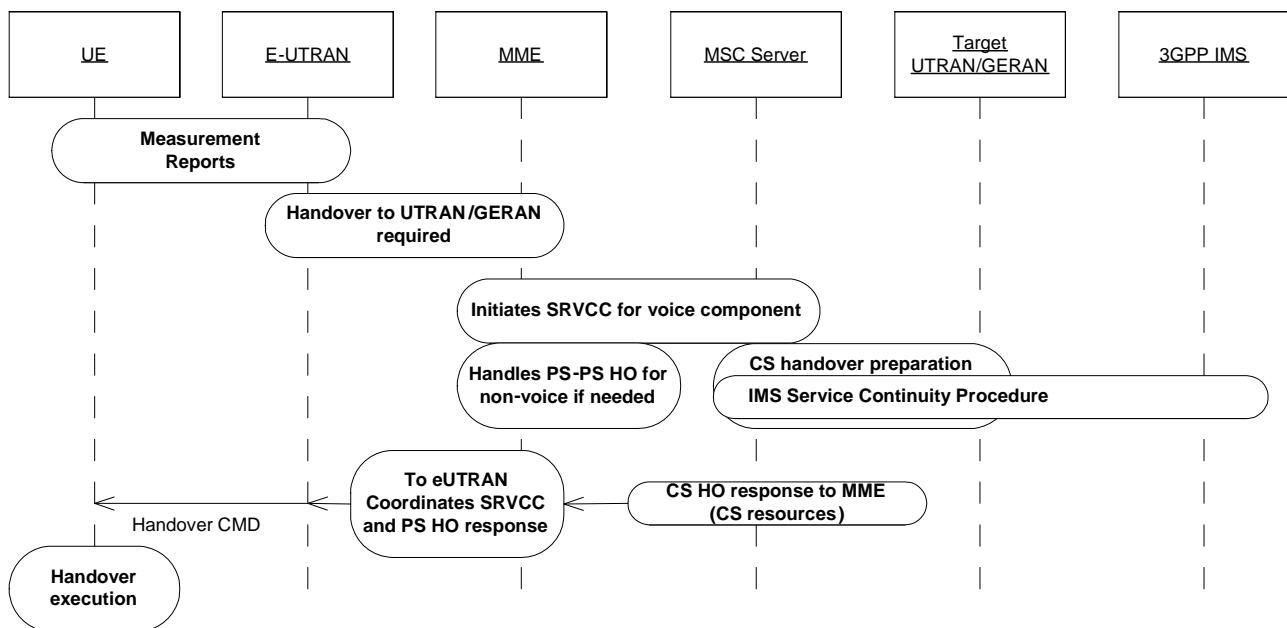 UE
E-UTRAN
MME
MSC Server
Target
UTRAN/GERAN
3GPP IMS
Measurement
Reports
Handover to UTRAN/GERAN
required
Initiates SRVCC for voice component
Handles PS-PS HO for
non-voice if needed
CS handover preparation
IMS Service Continuity Procedure
To eUTRAN
Coordinates SRVCC
and PS HO response
CS HO response to MME
(CS resources)
Handover CMD
Handover
execution